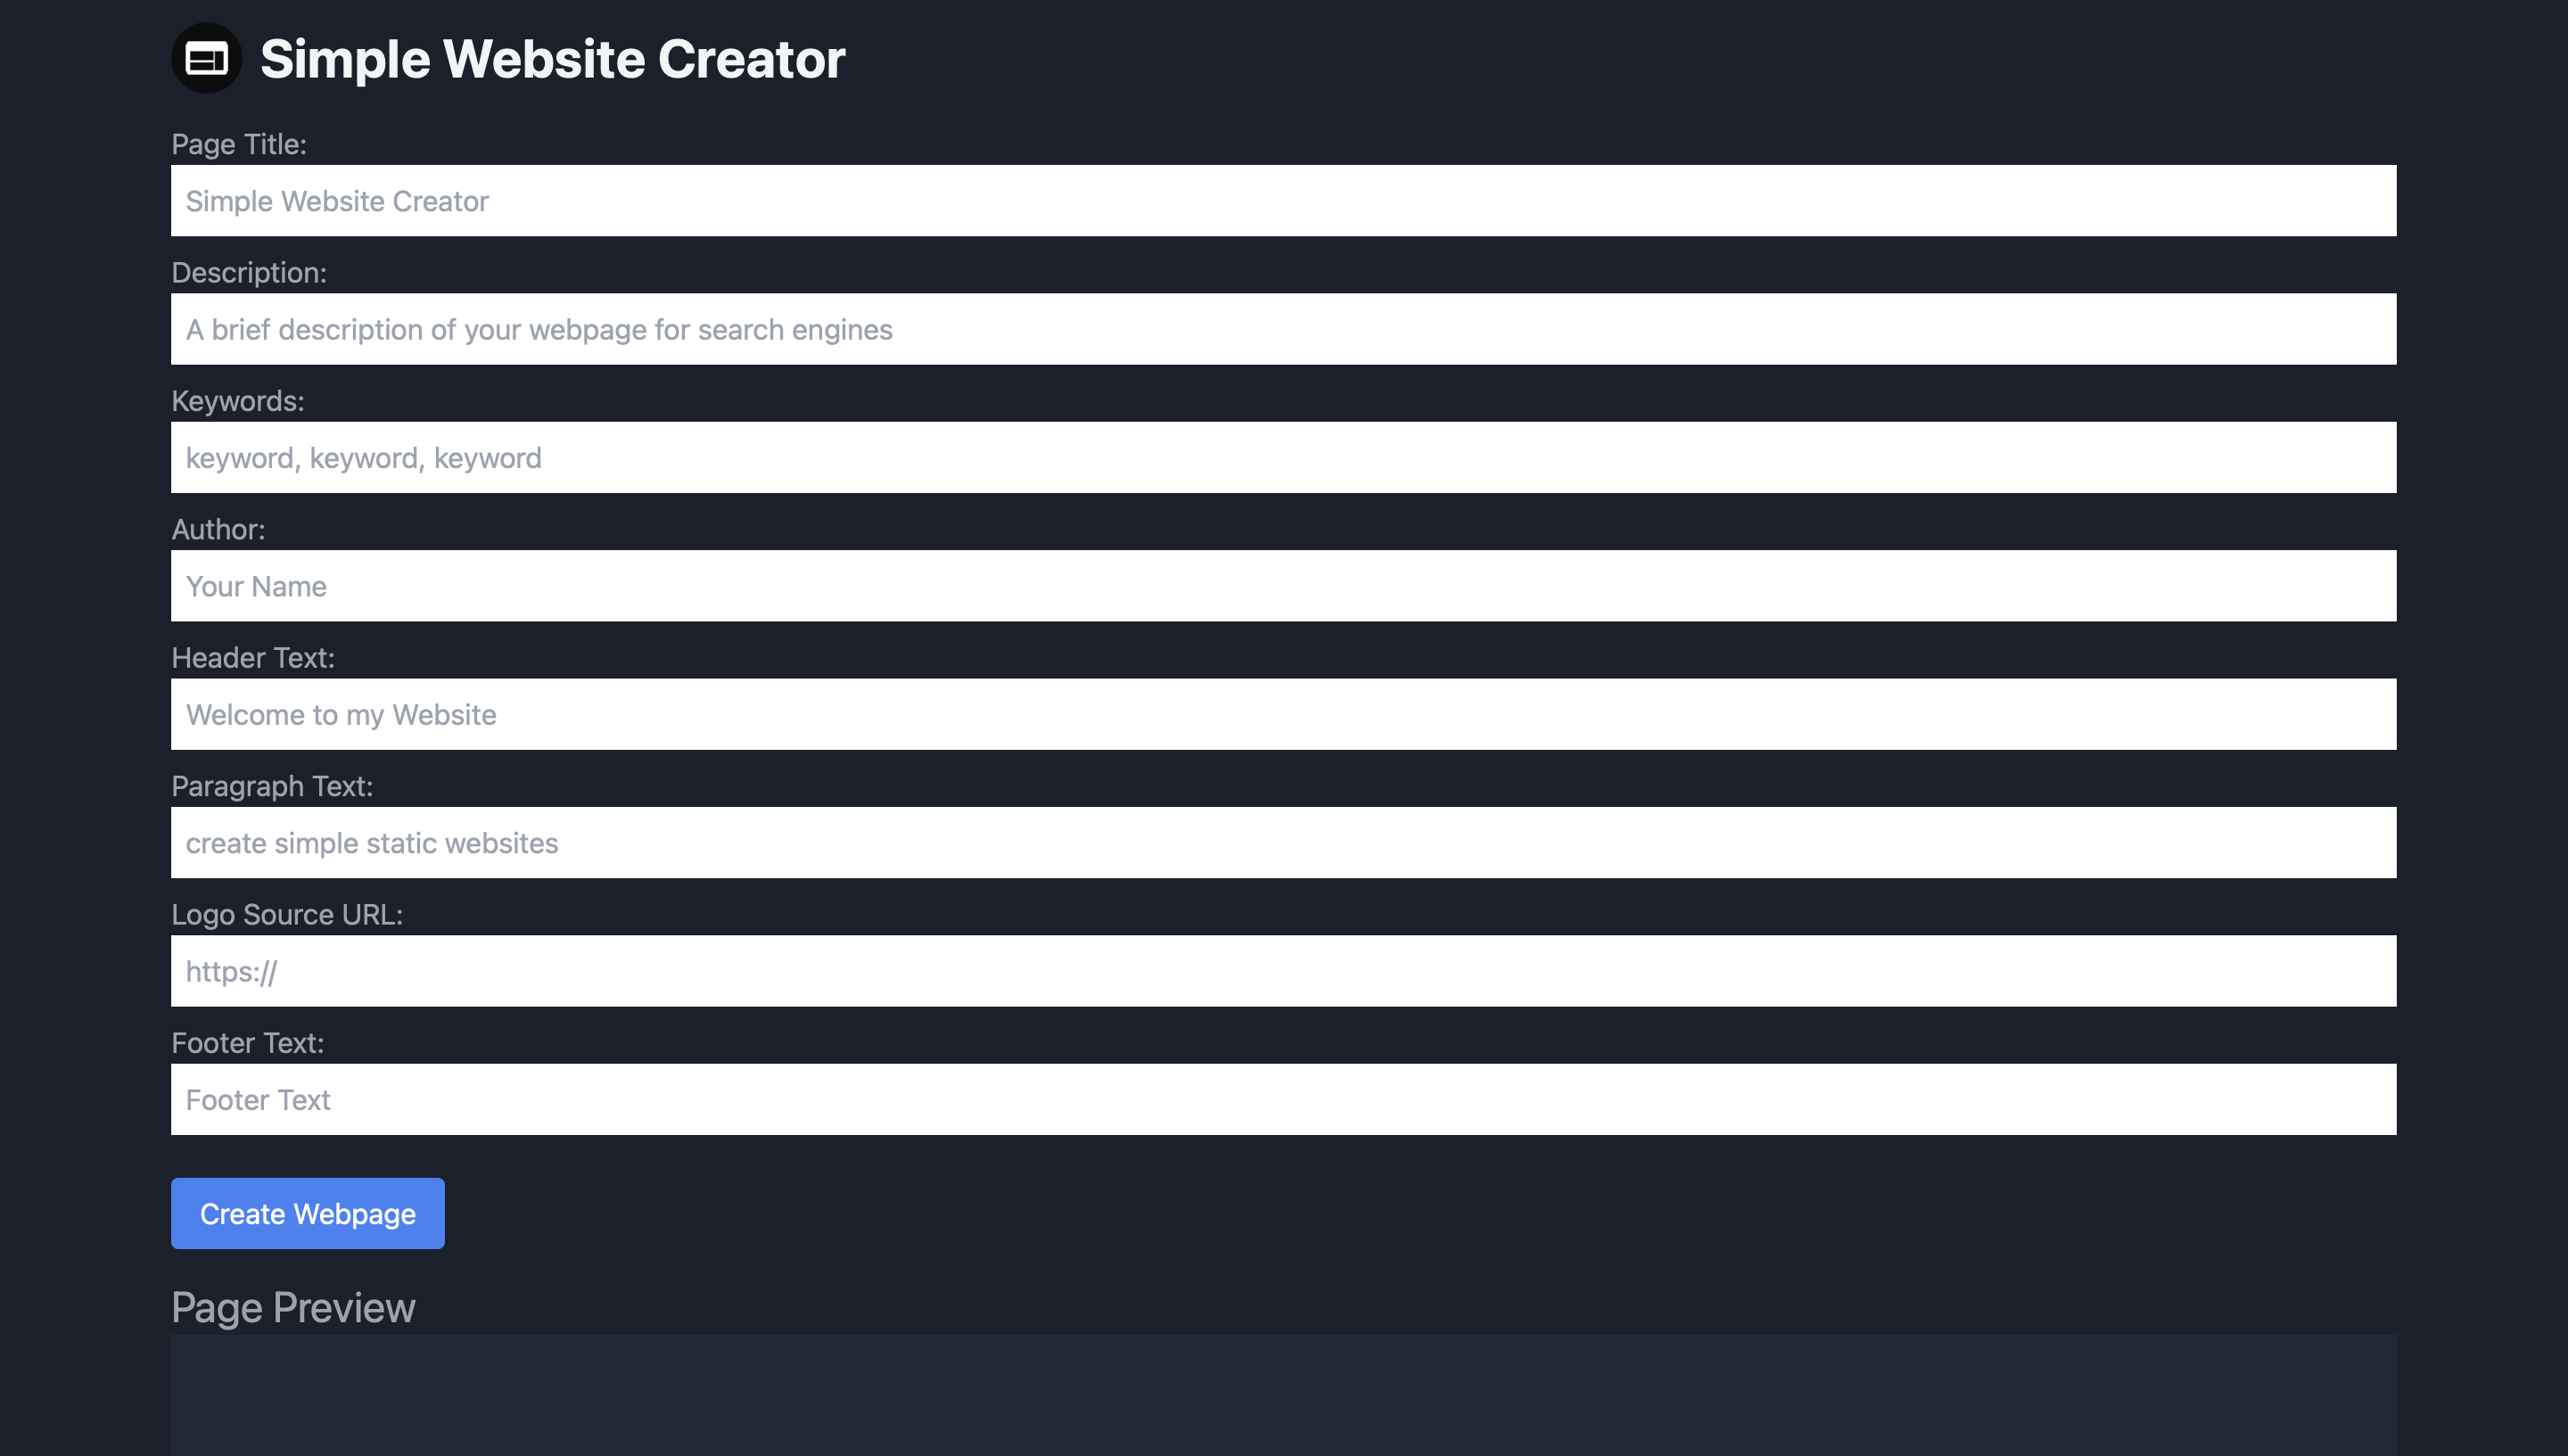 Simple Website Creator
Page Title:
Simple Website Creator
Description:
A brief description of your webpage for search engines
Keywords:
keyword, keyword, keyword
Author:
Your Name
Header Text:
Welcome to my Website
Paragraph Text:
create simple static websites
Logo Source URL:
https://
Footer Text:
Footer Text
Create Webpage
Page Preview